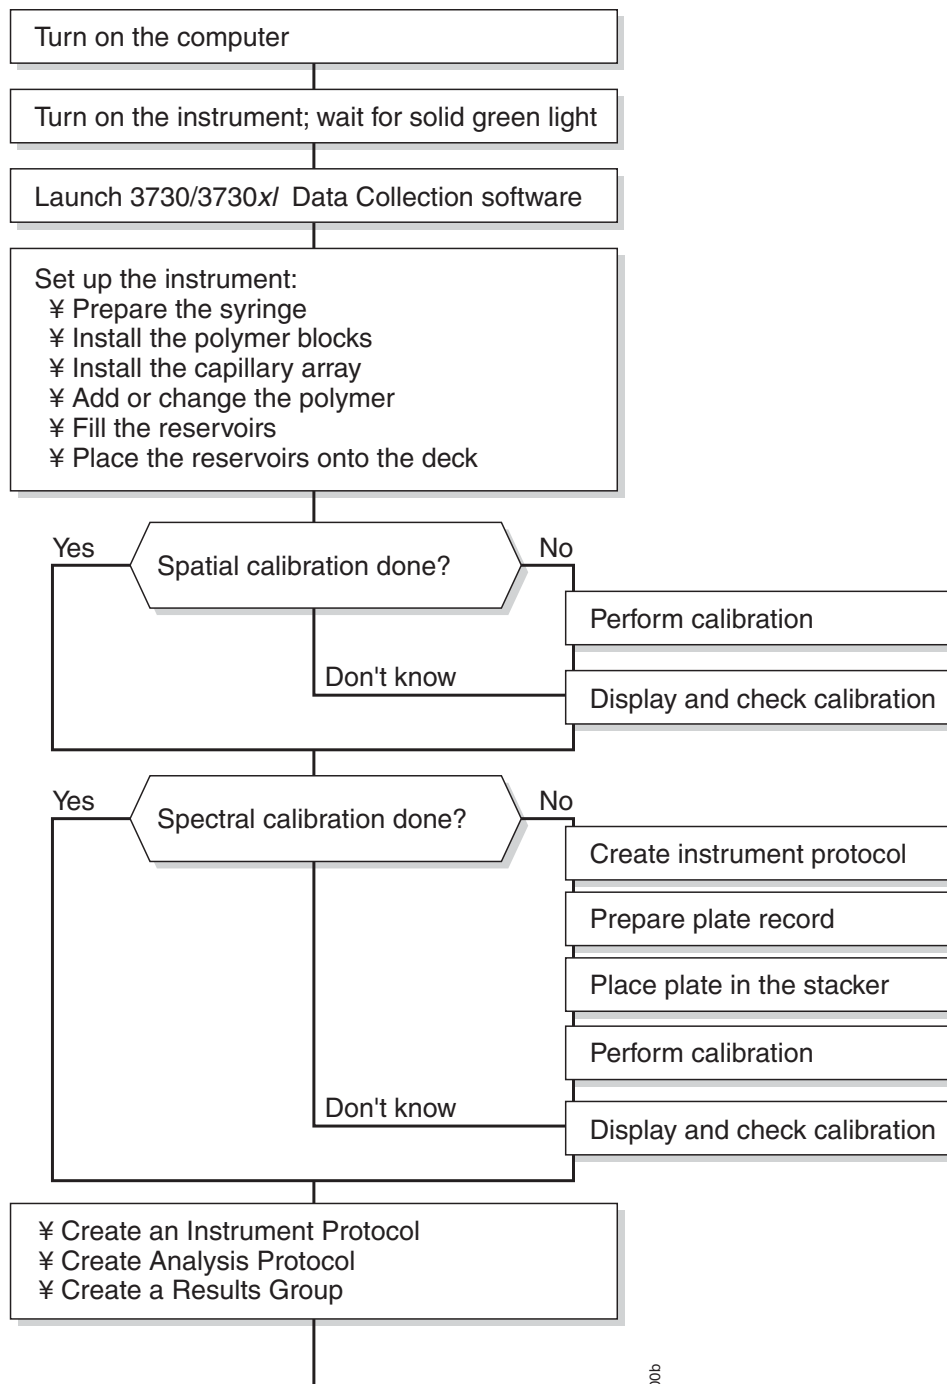 Turn on the computer
Turn on the instrument; wait for solid green light
Launch 3730/3730xl Data Collection software
Set up the instrument:
¥ Prepare the syringe
¥ Install the polymer blocks
¥ Install the capillary array
¥ Add or change the polymer
¥ Fill the reservoirs
¥ Place the reservoirs onto the deck
Yes
Spatial calibration done?
No
Perform calibration
Don't know
Display and check calibration
Yes
Spectral calibration done?
No
Create instrument protocol
Prepare plate record
Place plate in the stacker
Perform calibration
Don't know
Display and check calibration
¥ Create an Instrument Protocol
¥ Create Analysis Protocol
¥ Create a Results Group